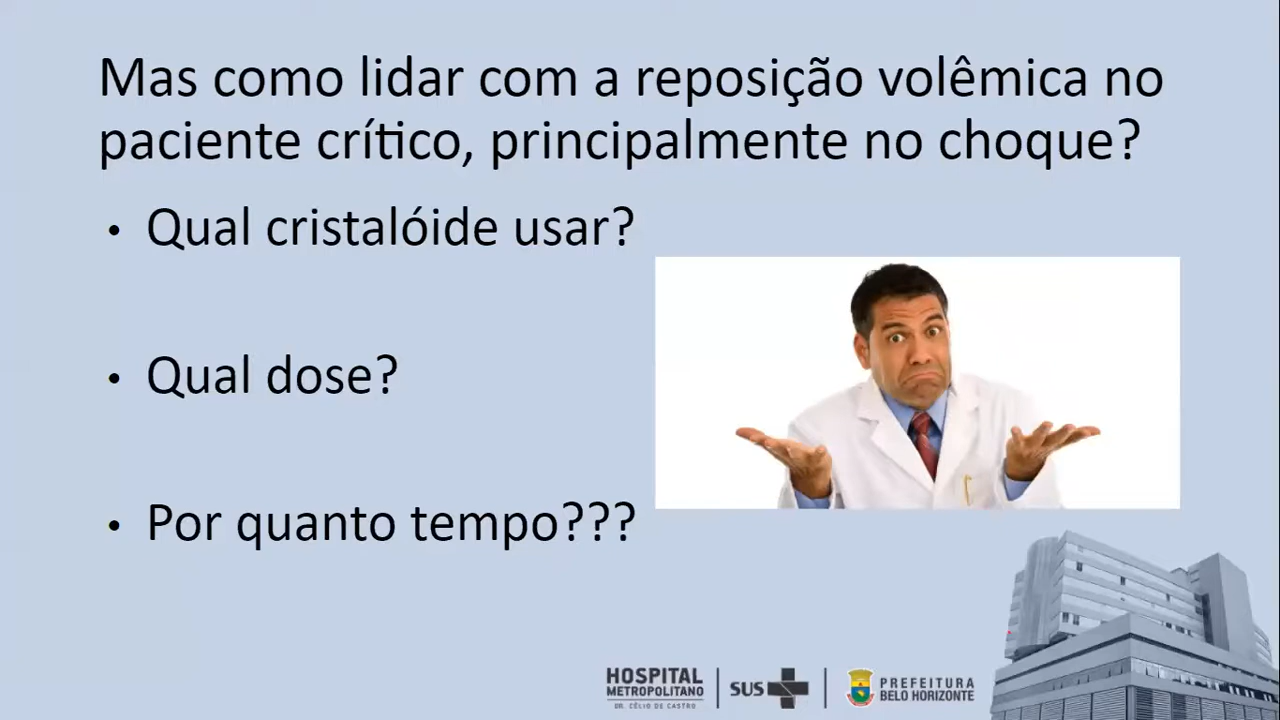 Mas como lidar com a reposição volêmica no
paciente crítico, principalmente no choque?
• Qual cristalóide usar?
• Qual dose?
• Por quanto tempo???
HOSPITAL
METROPOLITANO
DR. CÉLIO DE CASTRO
SUS
PREFEITURA
BELO HORIZONTE